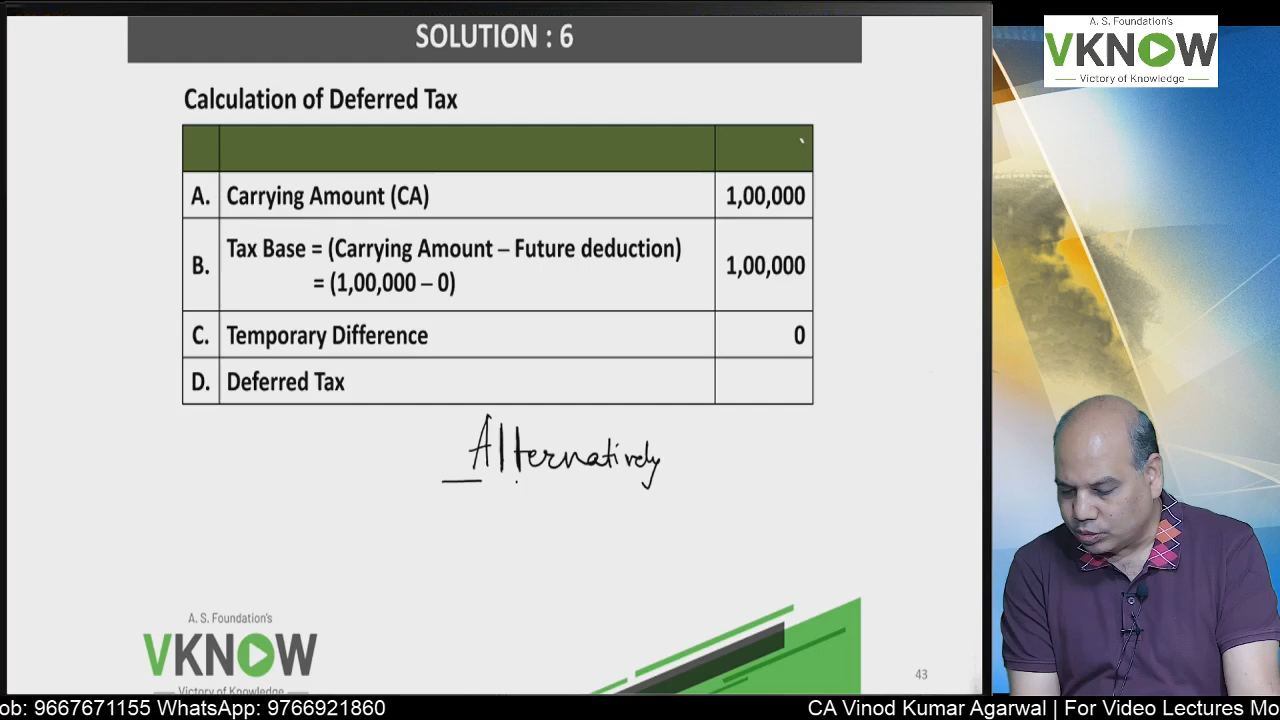 SOLUTION : 6
A. S. Foundation's
VKNOW
Victory of Knowledge
Calculation of Deferred Tax
`
A. Carrying Amount (CA) 1,00,000
B. Tax Base = (Carrying Amount – Future deduction) 1,00,000
= (1,00,000 – 0)
C. Temporary Difference 0
D. Deferred Tax
Alternatively
A. S. Foundation's
VKNOW
Victory of Knowledge
43
ob: 9667671155 WhatsApp: 9766921860 CA Vinod Kumar Agarwal | For Video Lectures Mo